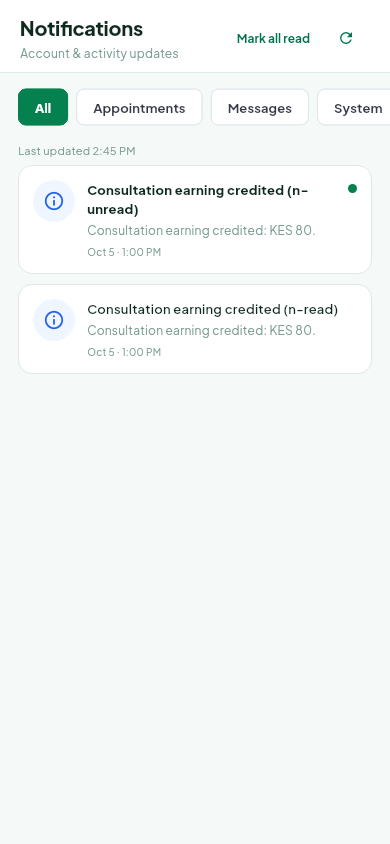 Notifications
Mark all read
Account & activity updates
All
Appointments
Messages
System
Last updated 2:45 PM
Consultation earning credited (n-
unread)
Consultation earning credited: KES 80.
Oct 5 · 1:00 PM
Consultation earning credited (n-read)
Consultation earning credited: KES 80.
Oct 5 · 1:00 PM